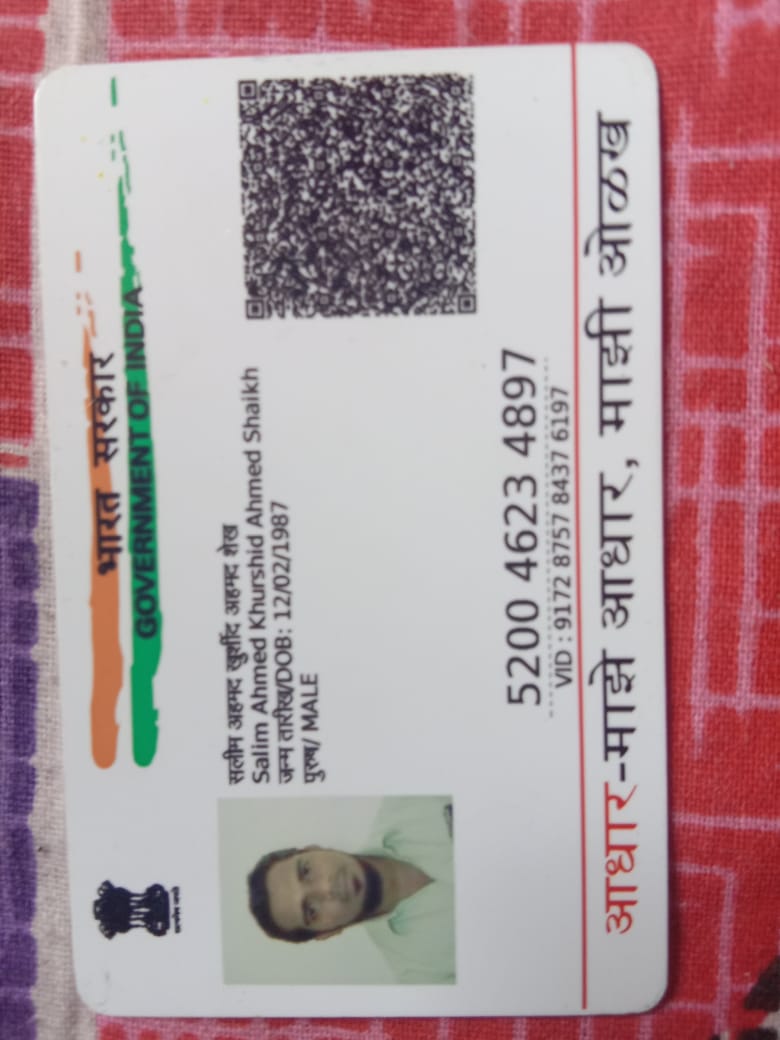 भारत सरकार
GOVERNMENT OF INDIA
सलीम अहमद खुर्शीद अहमद शेख
Salim Ahmed Khurshid Ahmed Shaikh
जन्म तारीख/DOB: 12/02/1987
पुरुष/ MALE
5200 4623 4897
VID : 9172 8757 8437 6197
आधार-माझे आधार, माझी ओळख